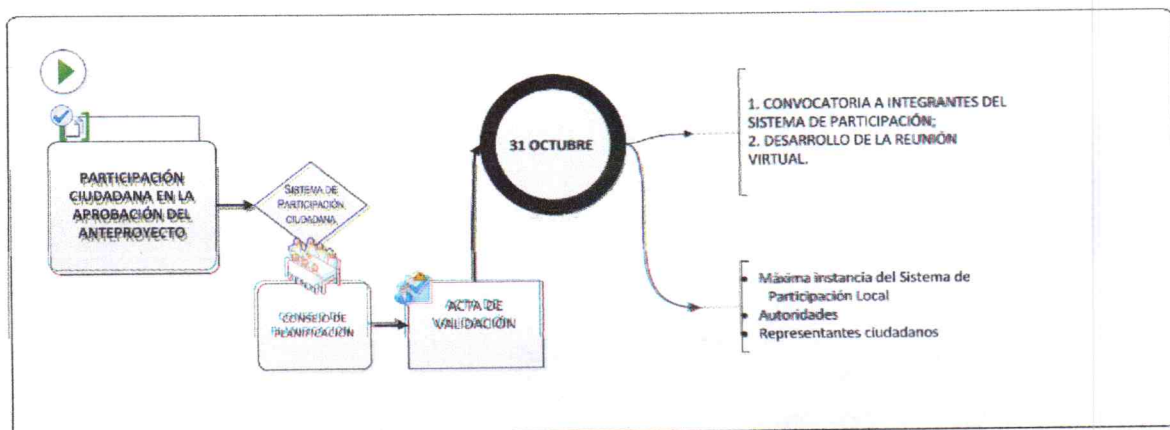 PARTICIPACIÓN
CIUDADANA EN LA
APROBACIÓN DEL
ANTEPROYECTO
SISTEMA DE
PARTICIPACIÓN
CIUDADANA
CONSEJO DE
PLANIFICACIÓN
ACTA DE
VALIDACIÓN
31 OCTUBRE
1. CONVOCATORIA A INTEGRANTES DEL
SISTEMA DE PARTICIPACIÓN;
2. DESARROLLO DE LA REUNIÓN
VIRTUAL.
• Máxima instancia del Sistema de
Participación Local
• Autoridades
• Representantes ciudadanos